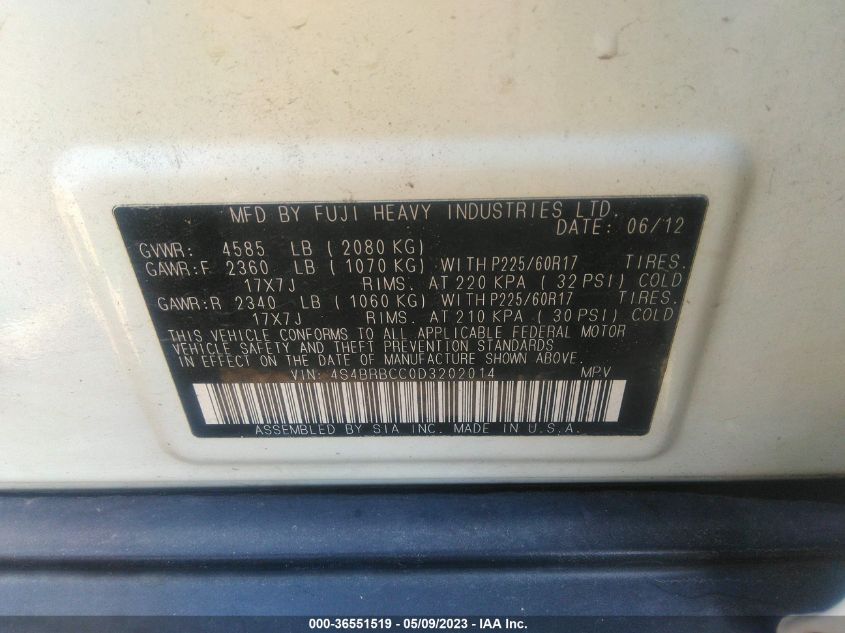 MFD BY FUJI HEAVY INDUSTRIES LTD.
DATE: 06/12
GVWR: 4585 LB ( 2080 KG)
GAWR:F 2360 LB ( 1070 KG) WITH P225/60R17 TIRES.
17X7J RIMS. AT 220 KPA ( 32 PSI) COLD
GAWR:R 2340 LB ( 1060 KG) WITH P225/60R17 TIRES.
17X7J RIMS. AT 210 KPA ( 30 PSI) COLD
THIS VEHICLE CONFORMS TO ALL APPLICABLE FEDERAL MOTOR
VEHICLE SAFETY AND THEFT PREVENTION STANDARDS
IN EFFECT ON THE DATE OF MANUFACTURE SHOWN ABOVE.
VIN: 4S4BRBCC0D3202014 MPV
ASSEMBLED BY SIA INC. MADE IN U.S.A.
000-36551519 - 05/09/2023 - IAA Inc.